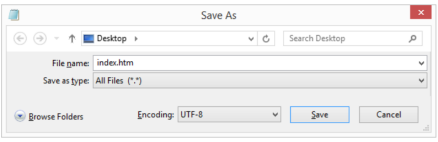 Save As
Desktop
Search Desktop
File name: index.htm
Save as type: All Files (*.*)
Browse Folders Encoding: UTF-8 Save Cancel